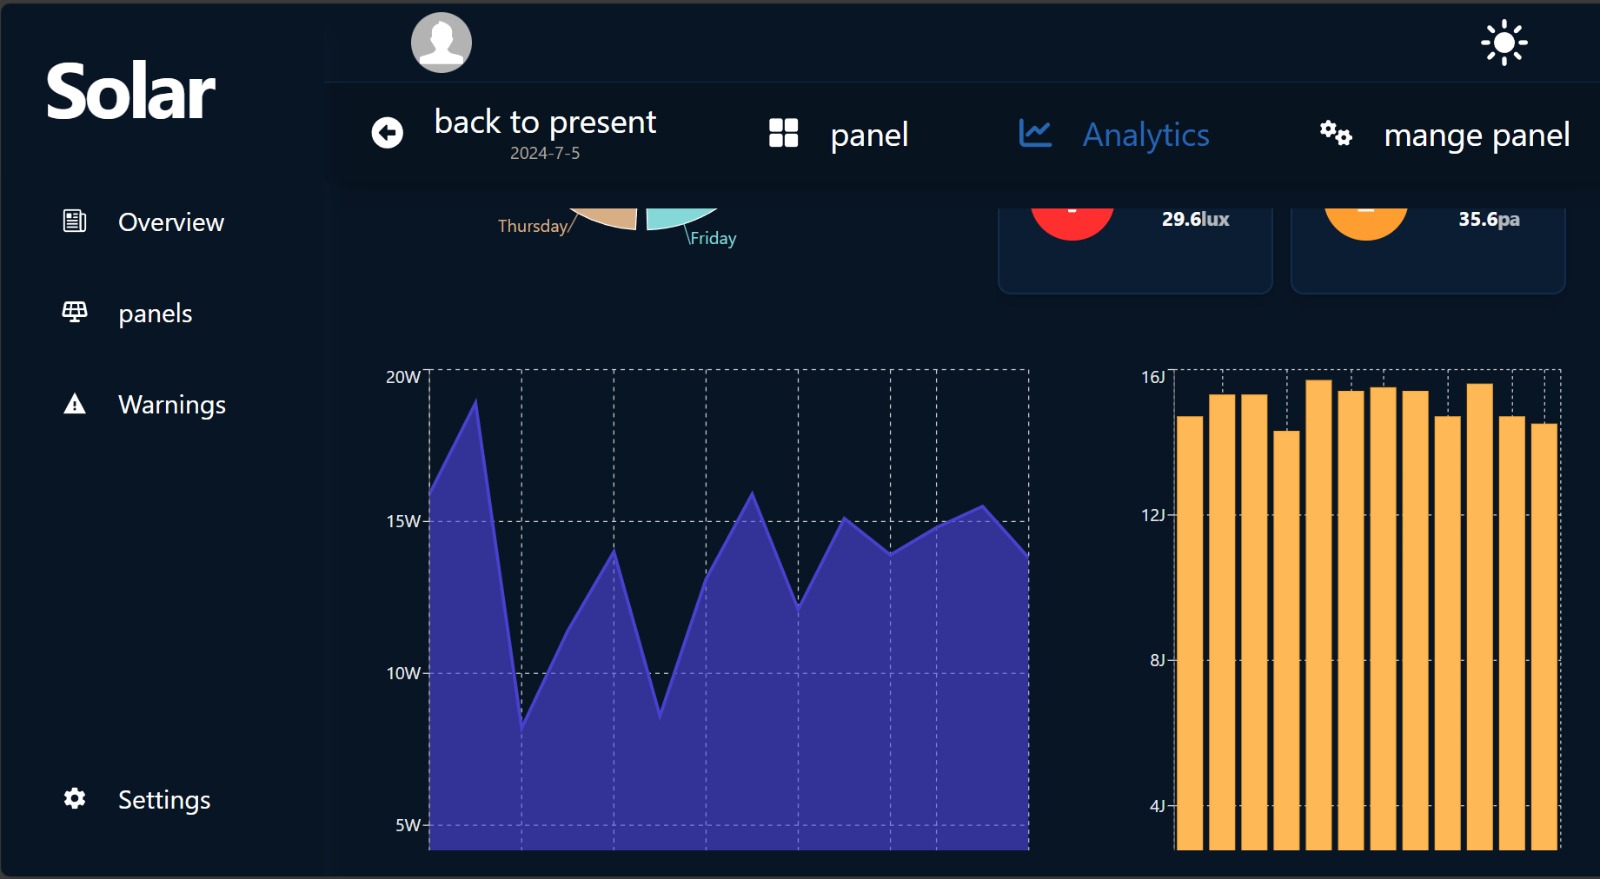 Solar
back to present
2024-7-5
panel
Analytics
mange panel
Overview
panels
Warnings
Settings
Thursday
Friday
29.6lux
35.6pa
20W
15W
10W
5W
16J
12J
8J
4J